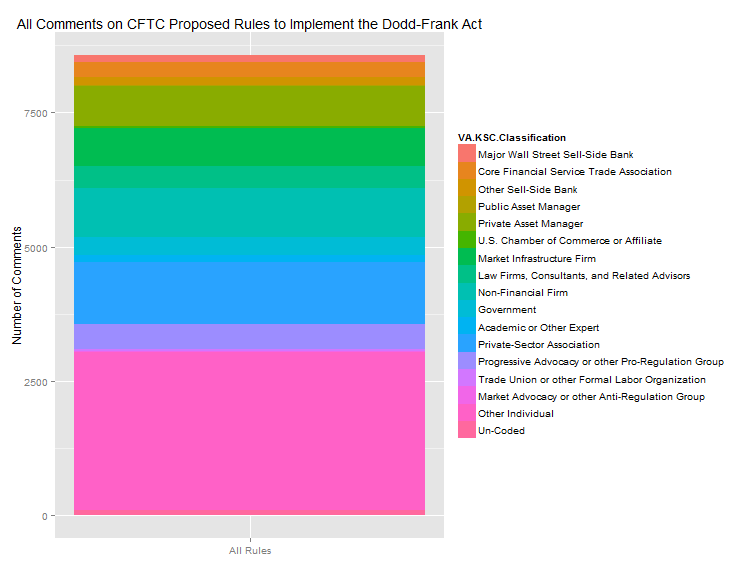 All Comments on CFTC Proposed Rules to Implement the Dodd-Frank Act
7500
5000
2500
0
Number of Comments
All Rules
VA.KSC.Classification
Major Wall Street Sell-Side Bank
Core Financial Service Trade Association
Other Sell-Side Bank
Public Asset Manager
Private Asset Manager
U.S. Chamber of Commerce or Affiliate
Market Infrastructure Firm
Law Firms, Consultants, and Related Advisors
Non-Financial Firm
Government
Academic or Other Expert
Private-Sector Association
Progressive Advocacy or other Pro-Regulation Group
Trade Union or other Formal Labor Organization
Market Advocacy or other Anti-Regulation Group
Other Individual
Un-Coded